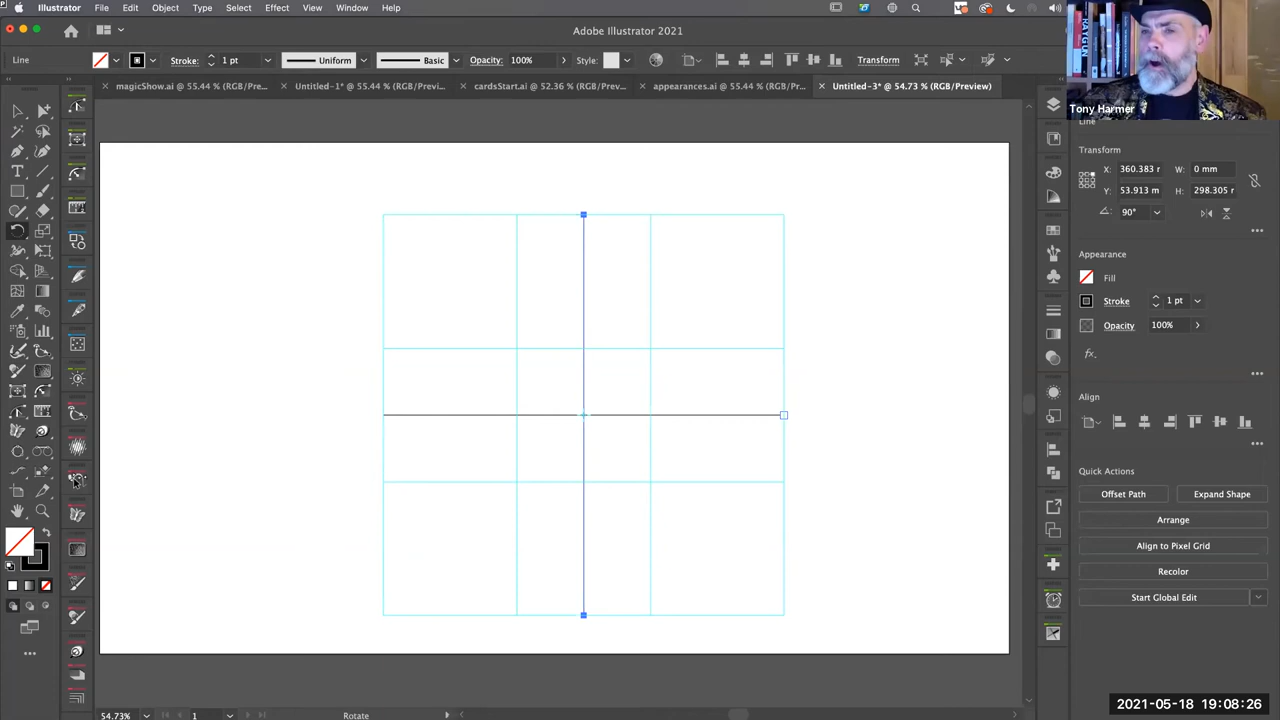 Illustrator File Edit Object Type Select Effect View Window Help
Adobe Illustrator 2021
Line Stroke: 1 pt Uniform Basic Opacity: 100% Style: Transform
magicShow.ai @ 55.44 % (RGB/Pre... Untitled-1* @ 55.44 % (RGB/Previ... cardsStart.ai @ 52.36 % (RGB/Previ... appearances.ai @ 55.44 % (RGB/Pr... Untitled-3* @ 54.73 % (RGB/Preview)
RAYGUN
Tony Harmer
Line
Transform
X: 360.383 r W: 0 mm
Y: 53.913 m H: 298.305 r
90°
Appearance
Fill
Stroke 1 pt
Opacity 100%
fx.
Align
Quick Actions
Offset Path Expand Shape
Arrange
Align to Pixel Grid
Recolor
Start Global Edit
54.73% 1 Rotate
2021-05-18 19:08:26